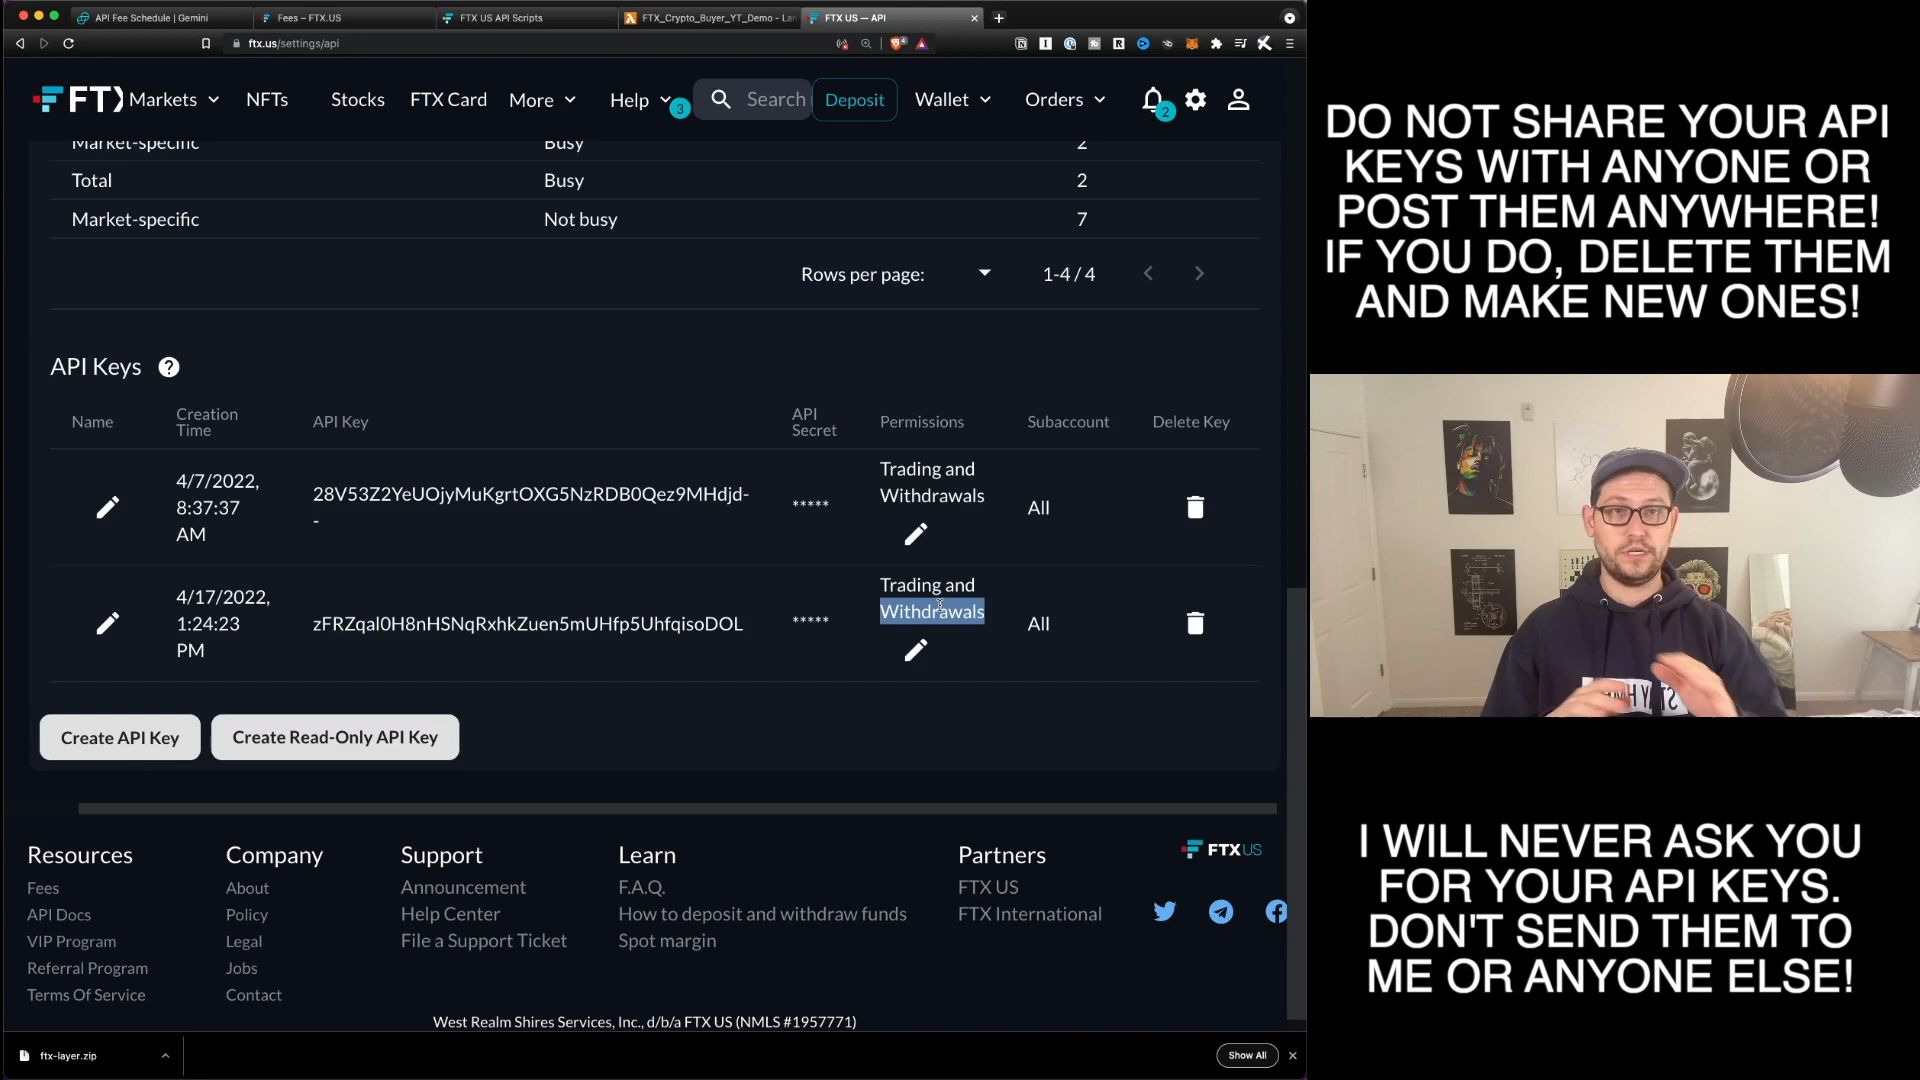 API Fee Schedule | Gemini
Fees – FTX.US
FTX US API Scripts
FTX_Crypto_Buyer_YT_Demo - Lam
FTX US — API
ftx.us/settings/api
FTX
Markets
NFTs
Stocks
FTX Card
More
Help
3
Search
Deposit
Wallet
Orders
2
Market-specific Busy 2
Total Busy 2
Market-specific Not busy 7
Rows per page: 1-4 / 4
API Keys ?
Name
Creation
Time
API Key
API
Secret
Permissions
Subaccount
Delete Key
4/7/2022,
8:37:37
AM
28V53Z2YeUOjyMuKgrtOXG5NzRDB0Qez9MHdjd-
-
*****
Trading and
Withdrawals
All
4/17/2022,
1:24:23
PM
zFRZqal0H8nHSNqRxhkZuen5mUHfp5UhfqisoDOL
*****
Trading and
Withdrawals
All
Create API Key
Create Read-Only API Key
Resources
Fees
API Docs
VIP Program
Referral Program
Terms Of Service
Company
About
Policy
Legal
Jobs
Contact
Support
Announcement
Help Center
File a Support Ticket
Learn
F.A.Q.
How to deposit and withdraw funds
Spot margin
Partners
FTX US
FTX International
FTX US
West Realm Shires Services, Inc., d/b/a FTX US (NMLS #1957771)
ftx-layer.zip
Show All
DO NOT SHARE YOUR API
KEYS WITH ANYONE OR
POST THEM ANYWHERE!
IF YOU DO, DELETE THEM
AND MAKE NEW ONES!
I WILL NEVER ASK YOU
FOR YOUR API KEYS.
DON'T SEND THEM TO
ME OR ANYONE ELSE!